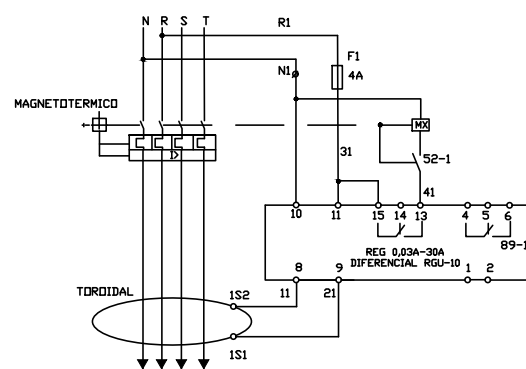 N R S T
R1
F1
4A
N1
MAGNETOTERMICO
MX
I>
31
52-1
41
10 11 15 14 13 4 5 6
89-1
REG 0,03A-30A
DIFERENCIAL RGU-10
8 9 1 2
11 21
TOROIDAL
1S2
1S1